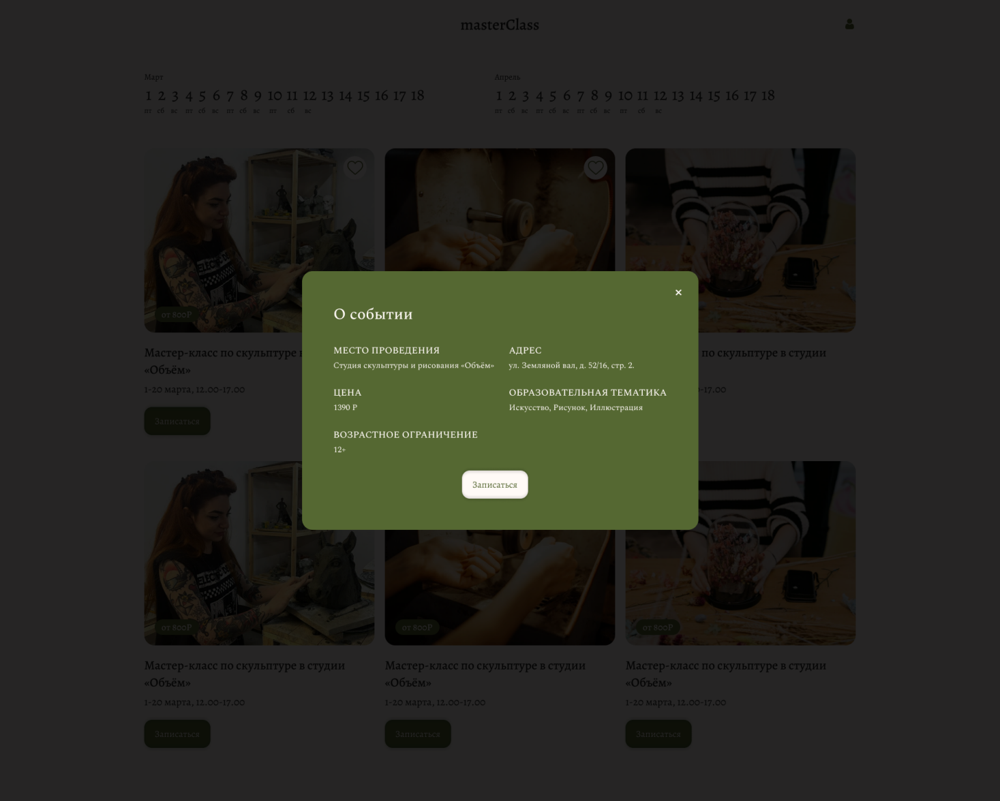 masterClass
Март
1 2 3 4 5 6 7 8 9 10 11 12 13 14 15 16 17 18
пт сб вс пт сб вс пт сб вс пт сб вс
Апрель
1 2 3 4 5 6 7 8 9 10 11 12 13 14 15 16 17 18
пт сб вс пт сб вс пт сб вс пт сб вс
от 800Р
О событии
МЕСТО ПРОВЕДЕНИЯ
Студия скульптуры и рисования «Объём»
АДРЕС
ул. Земляной вал, д. 52/16, стр. 2.
ЦЕНА
1390 Р
ОБРАЗОВАТЕЛЬНАЯ ТЕМАТИКА
Искусство, Рисунок, Иллюстрация
ВОЗРАСТНОЕ ОГРАНИЧЕНИЕ
12+
Записаться
Мастер-класс по скульптуре
«Объём»
1-20 марта, 12.00-17.00
Записаться
по скульптуре в студии
-17.00
от 800Р
Мастер-класс по скульптуре в студии
«Объём»
1-20 марта, 12.00-17.00
Записаться
от 800Р
Мастер-класс по скульптуре в студии
«Объём»
1-20 марта, 12.00-17.00
Записаться
от 800Р
Мастер-класс по скульптуре в студии
«Объём»
1-20 марта, 12.00-17.00
Записаться